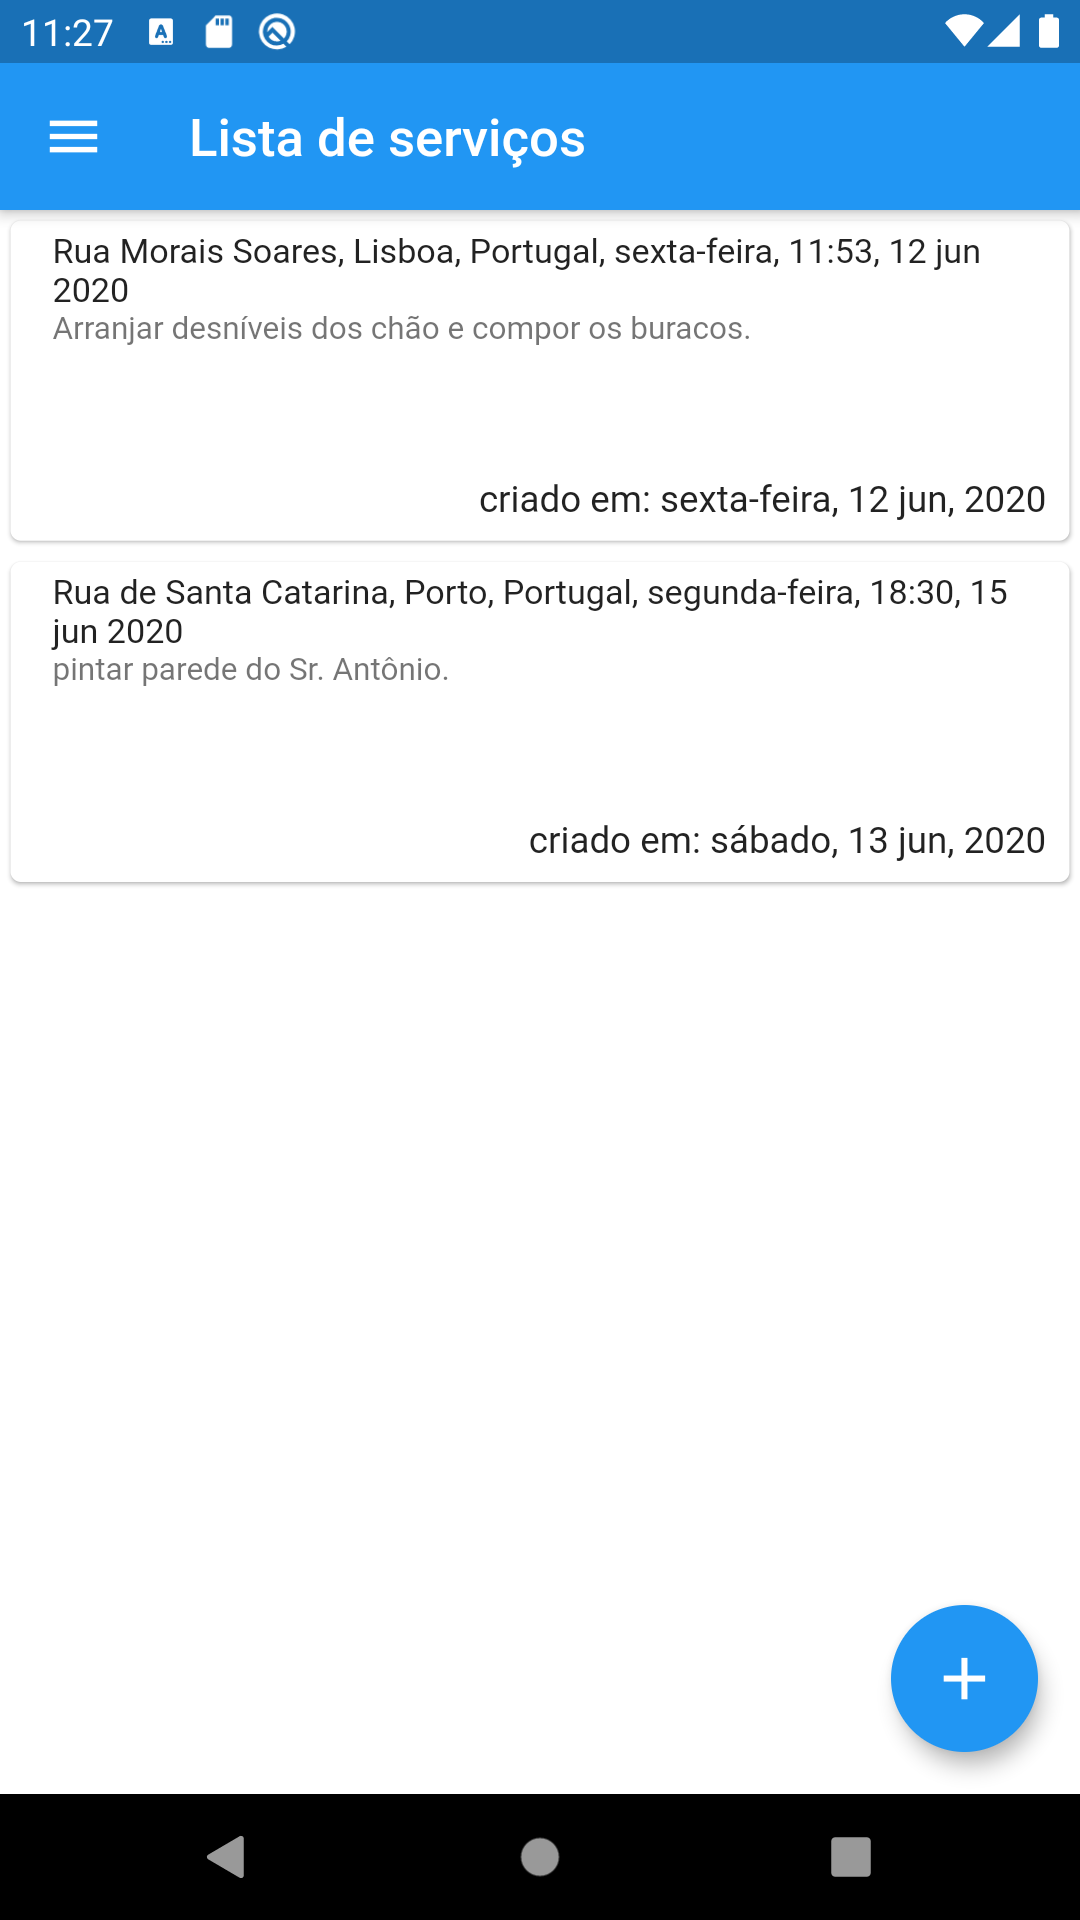 11:27
Lista de serviços
Rua Morais Soares, Lisboa, Portugal, sexta-feira, 11:53, 12 jun
2020
Arranjar desníveis dos chão e compor os buracos.
criado em: sexta-feira, 12 jun, 2020
Rua de Santa Catarina, Porto, Portugal, segunda-feira, 18:30, 15
jun 2020
pintar parede do Sr. Antônio.
criado em: sábado, 13 jun, 2020